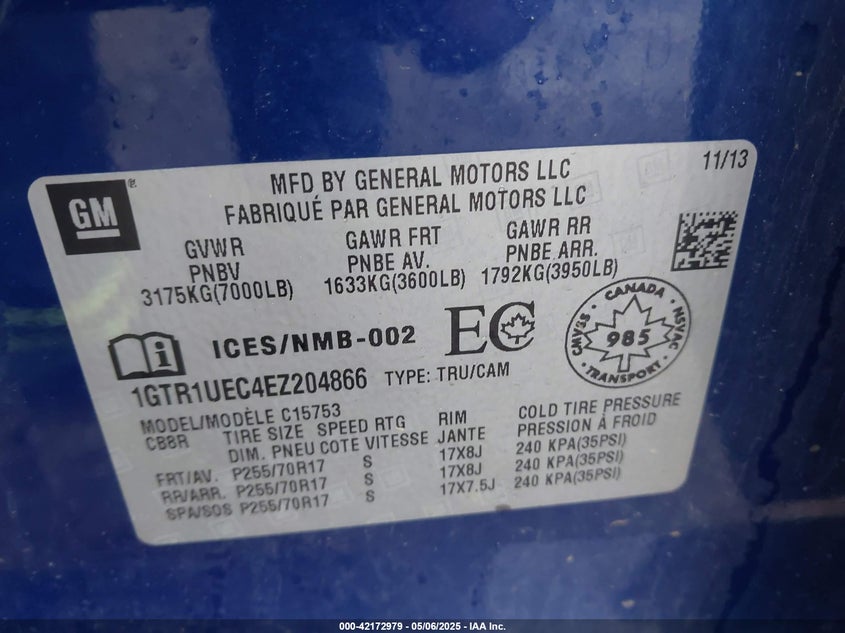 GM
MFD BY GENERAL MOTORS LLC
11/13
FABRIQUÉ PAR GENERAL MOTORS LLC
GVWR
PNBV
3175KG(7000LB)
GAWR FRT
PNBE AV.
1633KG(3600LB)
GAWR RR
PNBE ARR.
1792KG(3950LB)
i ICES/NMB-002 EC
CANADA
CMVSS 985 NSVAC
TRANSPORT
1GTR1UEC4EZ204866 TYPE: TRU/CAM
MODEL/MODÈLE C15753
CBBR TIRE SIZE SPEED RTG RIM COLD TIRE PRESSURE
DIM. PNEU COTE VITESSE JANTE PRESSION À FROID
FRT/AV. P255/70R17 S 17X8J 240 KPA(35PSI)
RR/ARR. P255/70R17 S 17X8J 240 KPA(35PSI)
SPA/SOS P255/70R17 S 17X7.5J 240 KPA(35PSI)
000-42172979 - 05/06/2025 - IAA Inc.